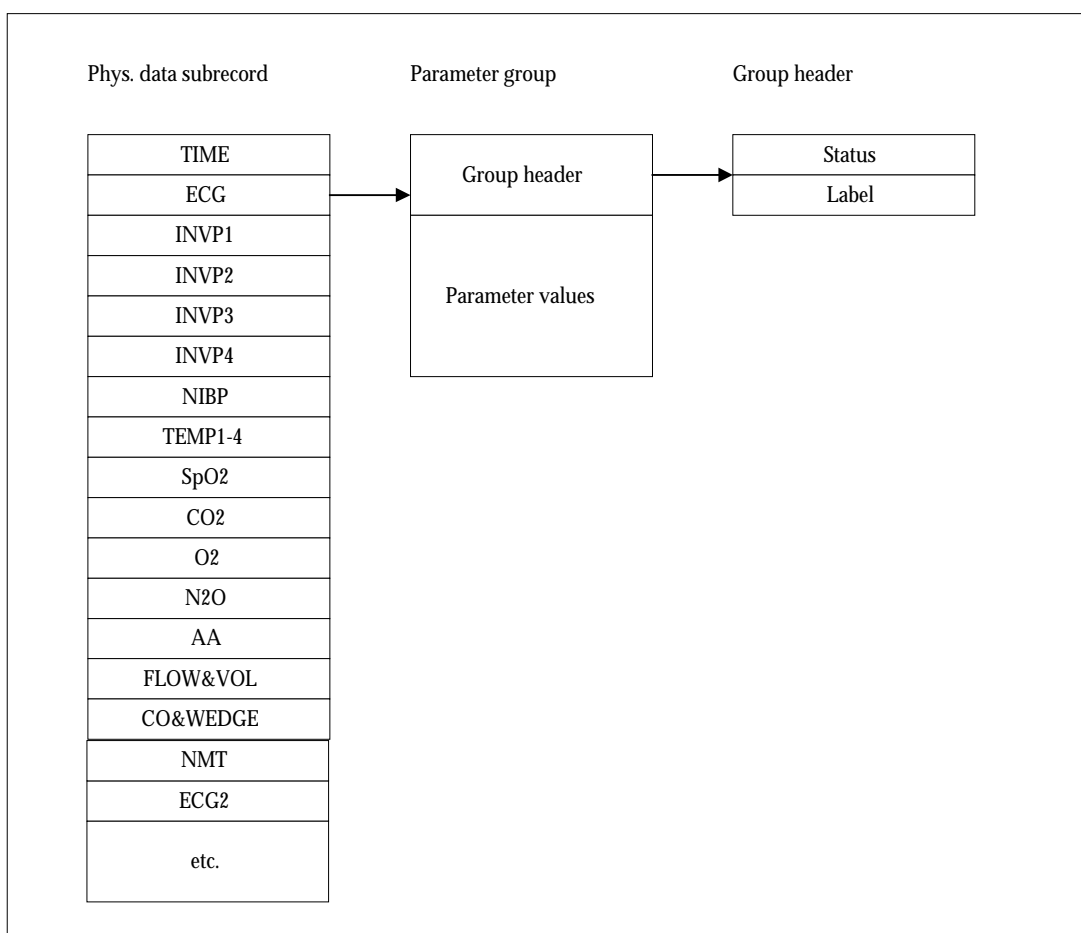 Phys. data subrecord
Parameter group
Group header
TIME
ECG
INVP1
INVP2
INVP3
INVP4
NIBP
TEMP1-4
SpO2
CO2
O2
N2O
AA
FLOW&VOL
CO&WEDGE
NMT
ECG2
etc.
Group header
Parameter values
Status
Label